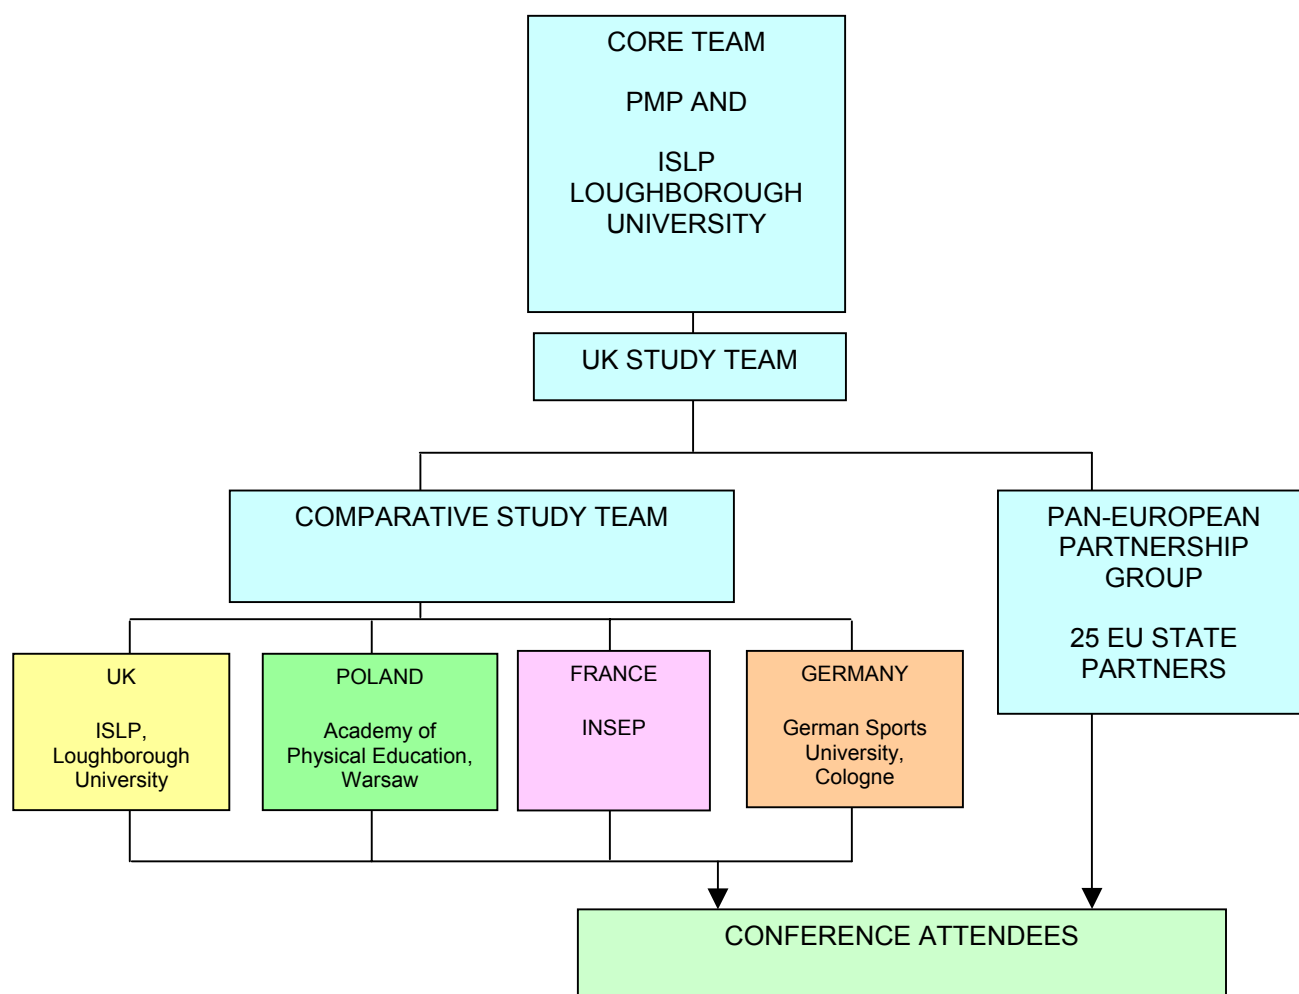 CORE TEAM
PMP AND
ISLP
LOUGHBOROUGH
UNIVERSITY
UK STUDY TEAM
COMPARATIVE STUDY TEAM
PAN-EUROPEAN
PARTNERSHIP
GROUP
25 EU STATE
PARTNERS
UK
ISLP,
Loughborough
University
POLAND
Academy of
Physical Education,
Warsaw
FRANCE
INSEP
GERMANY
German Sports
University,
Cologne
CONFERENCE ATTENDEES